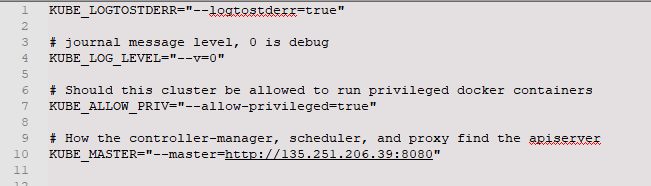 1 KUBE_LOGTOSTDERR="--logtostderr=true"
2
3 # journal message level, 0 is debug
4 KUBE_LOG_LEVEL="--v=0"
5
6 # Should this cluster be allowed to run privileged docker containers
7 KUBE_ALLOW_PRIV="--allow-privileged=true"
8
9 # How the controller-manager, scheduler, and proxy find the apiserver
10 KUBE_MASTER="--master=http://135.251.206.39:8080"
11
12